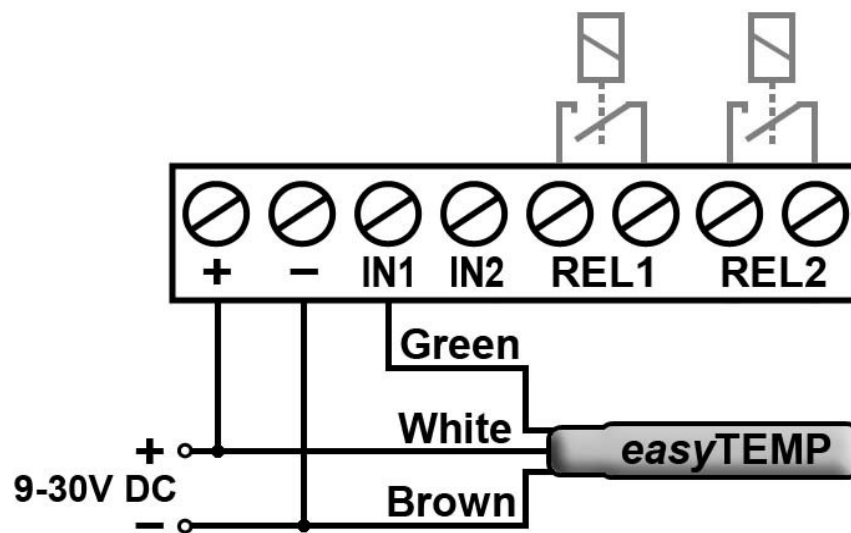 + − IN1 IN2 REL1 REL2
Green
White
+
easyTEMP
9-30V DC
Brown
−